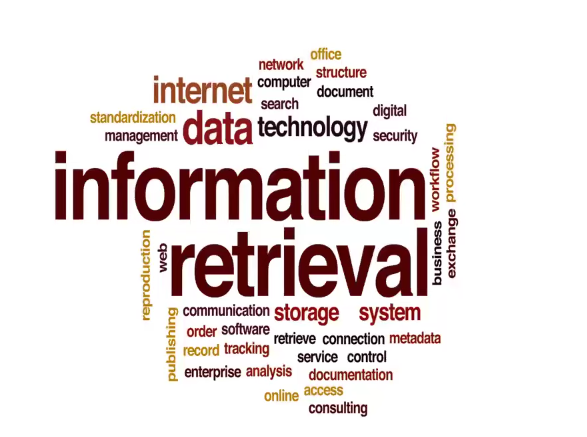 office
network
structure
internet
computer
document
search
digital
standardization
data
technology
management
security
information
workflow
processing
retrieval
business
exchange
reproduction
web
communication
storage
system
publishing
order
software
retrieve
connection
metadata
record
tracking
service
control
enterprise
analysis
documentation
online
access
consulting